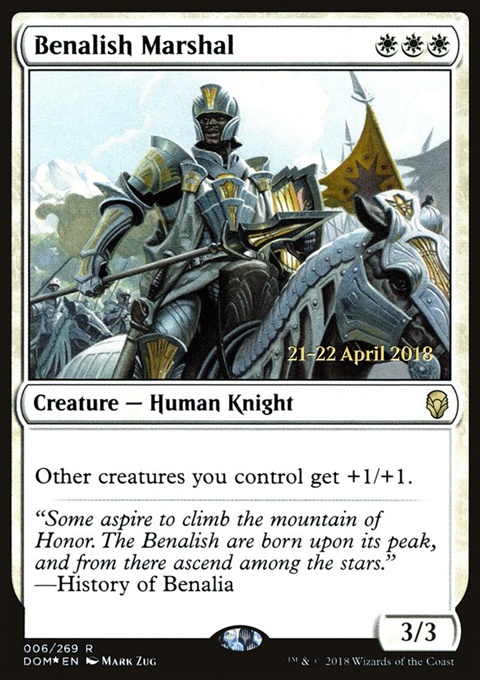 Benalish Marshal
21–22 April 2018
Creature — Human Knight
Other creatures you control get +1/+1.
“Some aspire to climb the mountain of
Honor. The Benalish are born upon its peak,
and from there ascend among the stars.”
—History of Benalia
3/3
006/269 R
DOM★EN Mark Zug
™ & © 2018 Wizards of the Coast